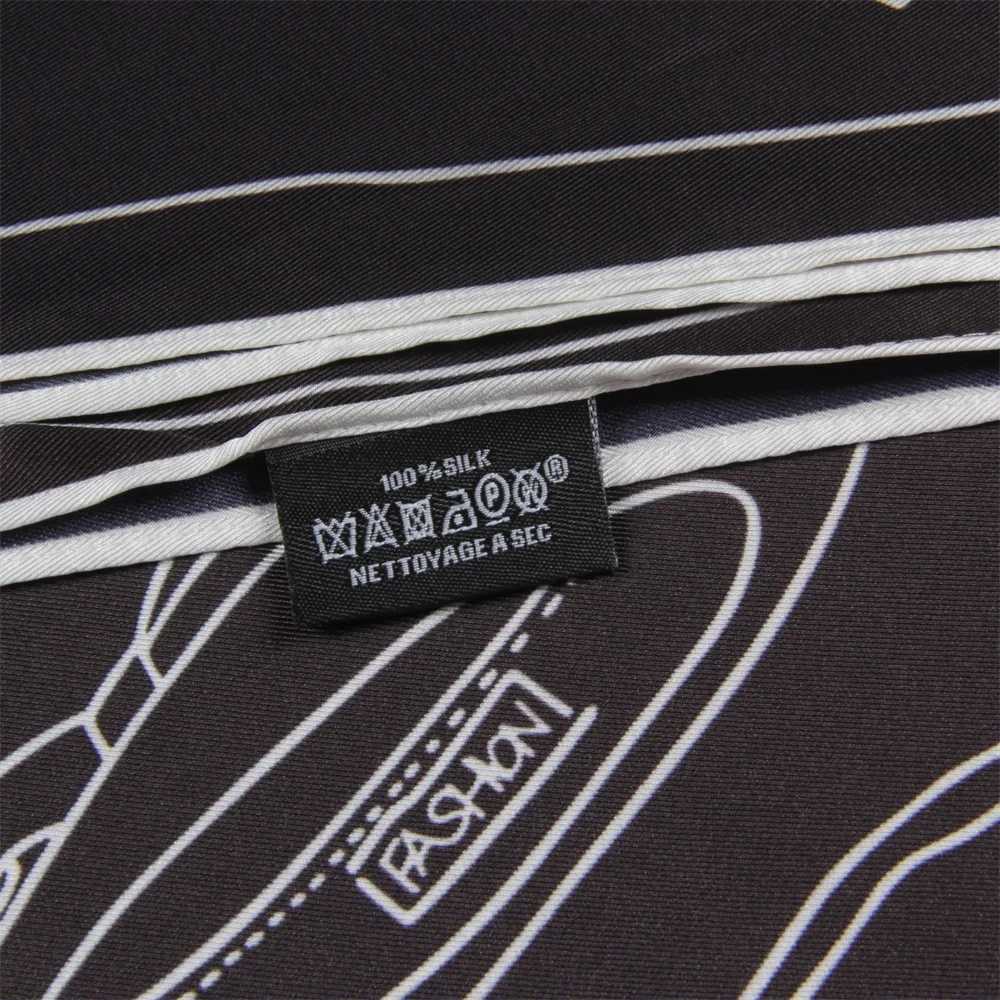 100% SILK
P W ®
NETTOYAGE A SEC
FASHION